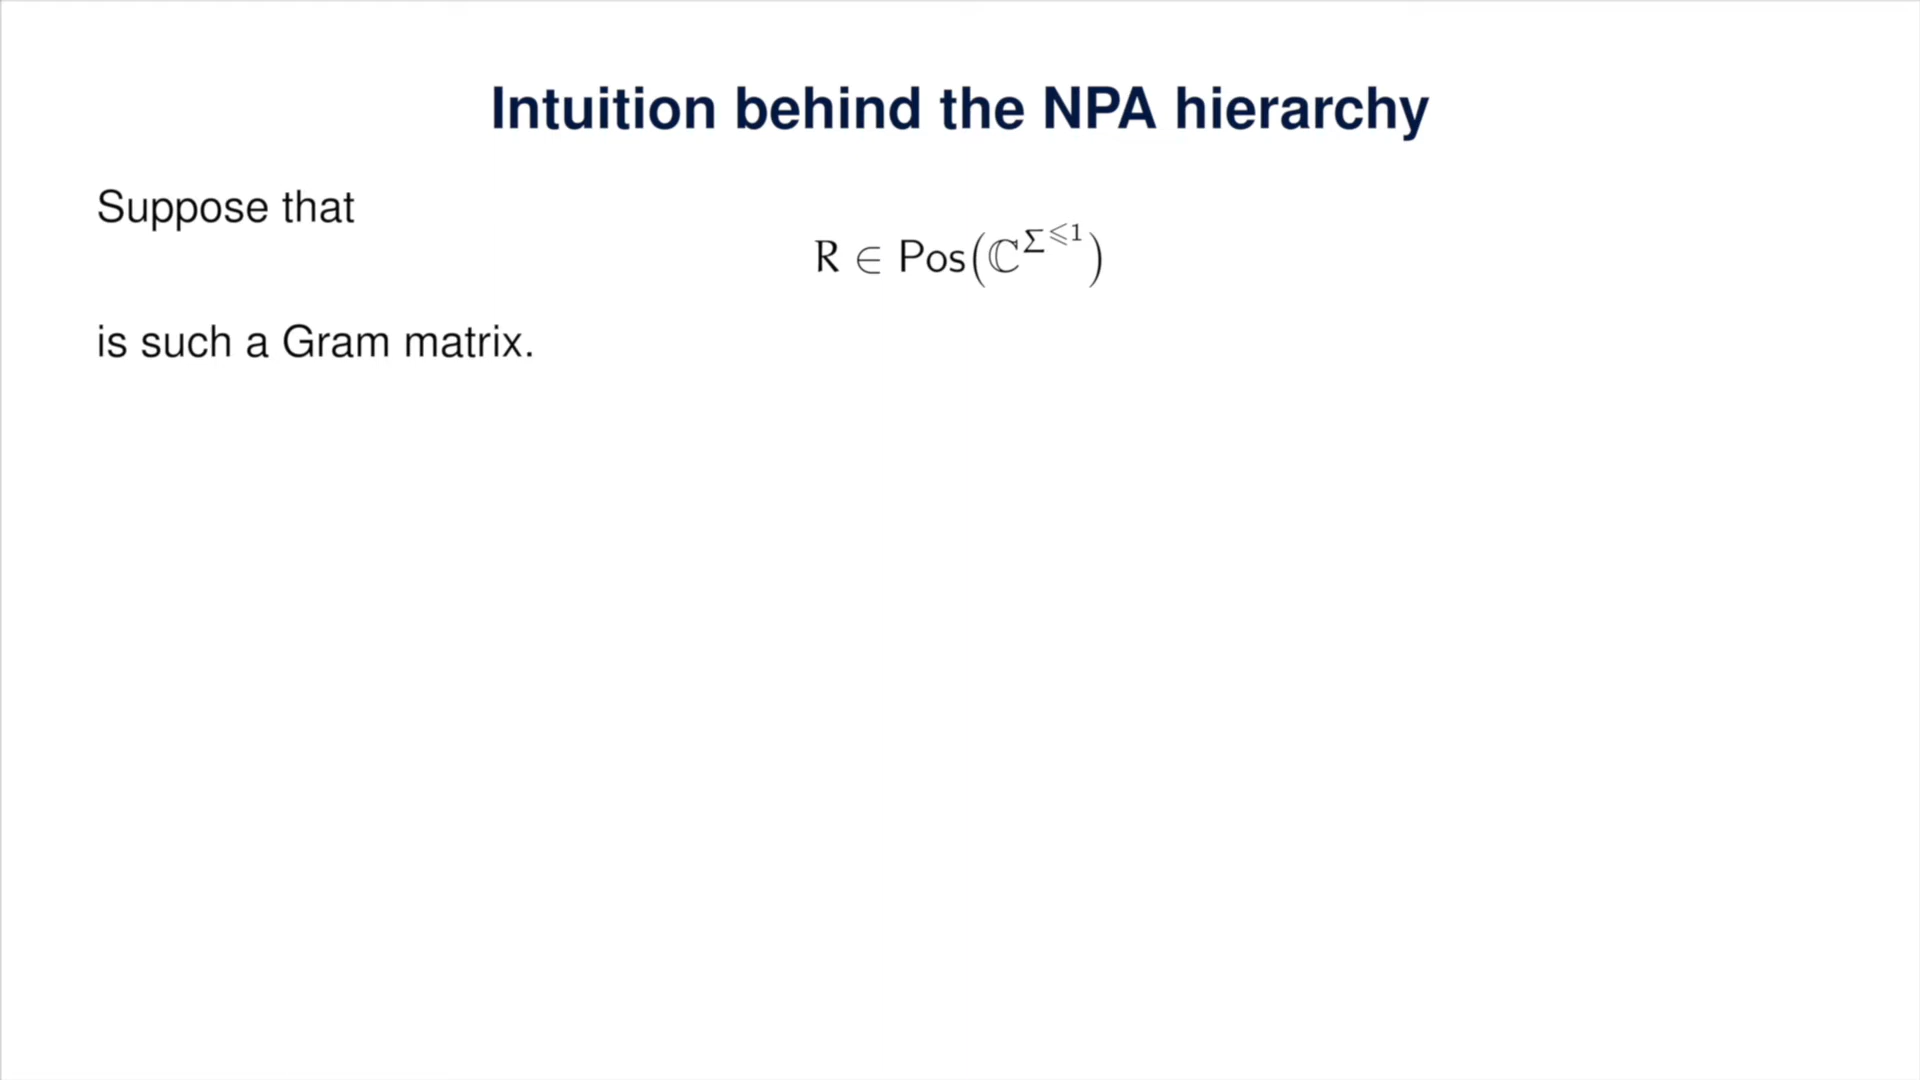 Intuition behind the NPA hierarchy
Suppose that
R ∈ Pos(ℂ^{Σ^{⩽1}})
is such a Gram matrix.